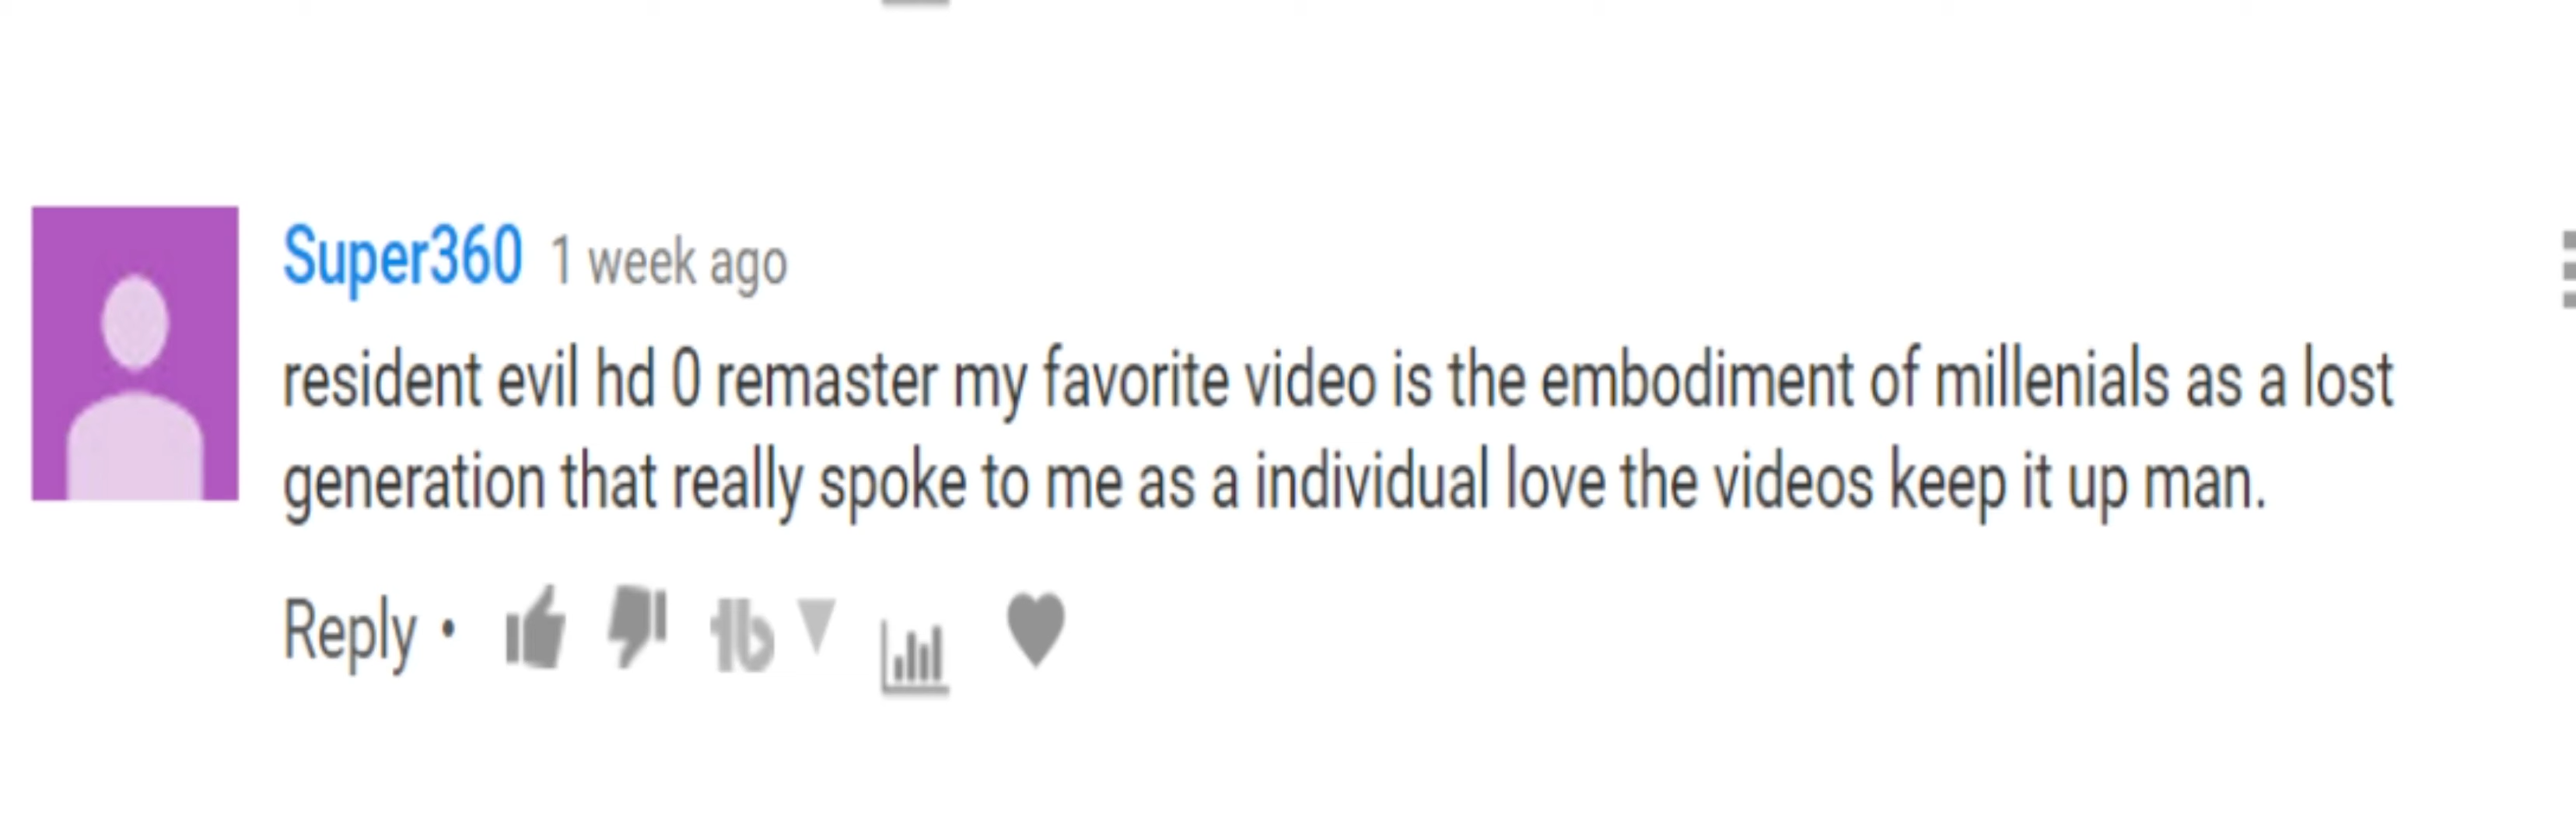 Super360 1 week ago
resident evil hd 0 remaster my favorite video is the embodiment of millenials as a lost
generation that really spoke to me as a individual love the videos keep it up man.
Reply •